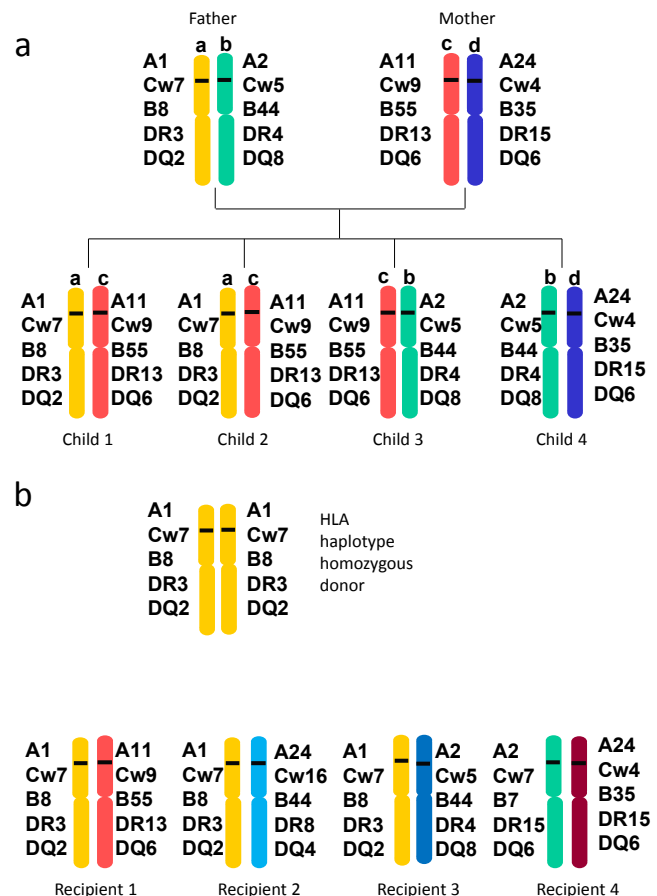 a
Father
Mother
a b
c d
A1
Cw7
B8
DR3
DQ2
A2
Cw5
B44
DR4
DQ8
A11
Cw9
B55
DR13
DQ6
A24
Cw4
B35
DR15
DQ6
a c
a c
c b
b d
A1
Cw7
B8
DR3
DQ2
A11
Cw9
B55
DR13
DQ6
A1
Cw7
B8
DR3
DQ2
A11
Cw9
B55
DR13
DQ6
A11
Cw9
B55
DR13
DQ6
A2
Cw5
B44
DR4
DQ8
A2
Cw5
B44
DR4
DQ8
A24
Cw4
B35
DR15
DQ6
Child 1
Child 2
Child 3
Child 4
b
A1
Cw7
B8
DR3
DQ2
A1
Cw7
B8
DR3
DQ2
HLA
haplotype
homozygous
donor
A1
Cw7
B8
DR3
DQ2
A11
Cw9
B55
DR13
DQ6
A1
Cw7
B8
DR3
DQ2
A24
Cw16
B44
DR8
DQ4
A1
Cw7
B8
DR3
DQ2
A2
Cw5
B44
DR4
DQ8
A2
Cw7
B7
DR15
DQ6
A24
Cw4
B35
DR15
DQ6
Recipient 1
Recipient 2
Recipient 3
Recipient 4